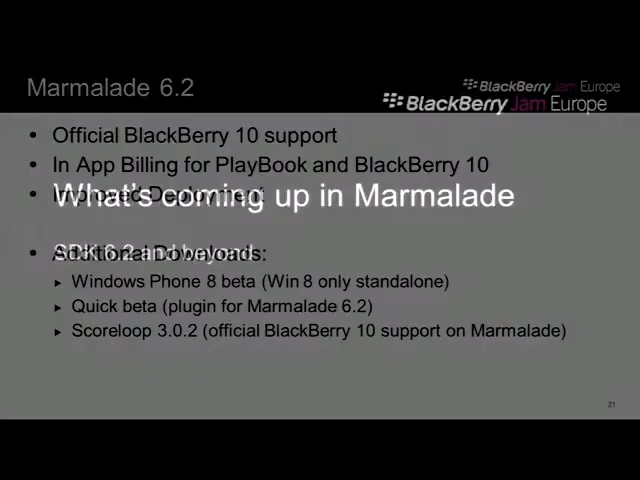 Marmalade 6.2
BlackBerry Jam Europe
BlackBerry Jam Europe
• Official BlackBerry 10 support
• In App Billing for PlayBook and BlackBerry 10
• Improved Deployment
What's coming up in Marmalade
SDK 6.2 and beyond
• Additional Downloads:
▸ Windows Phone 8 beta (Win 8 only standalone)
▸ Quick beta (plugin for Marmalade 6.2)
▸ Scoreloop 3.0.2 (official BlackBerry 10 support on Marmalade)
21